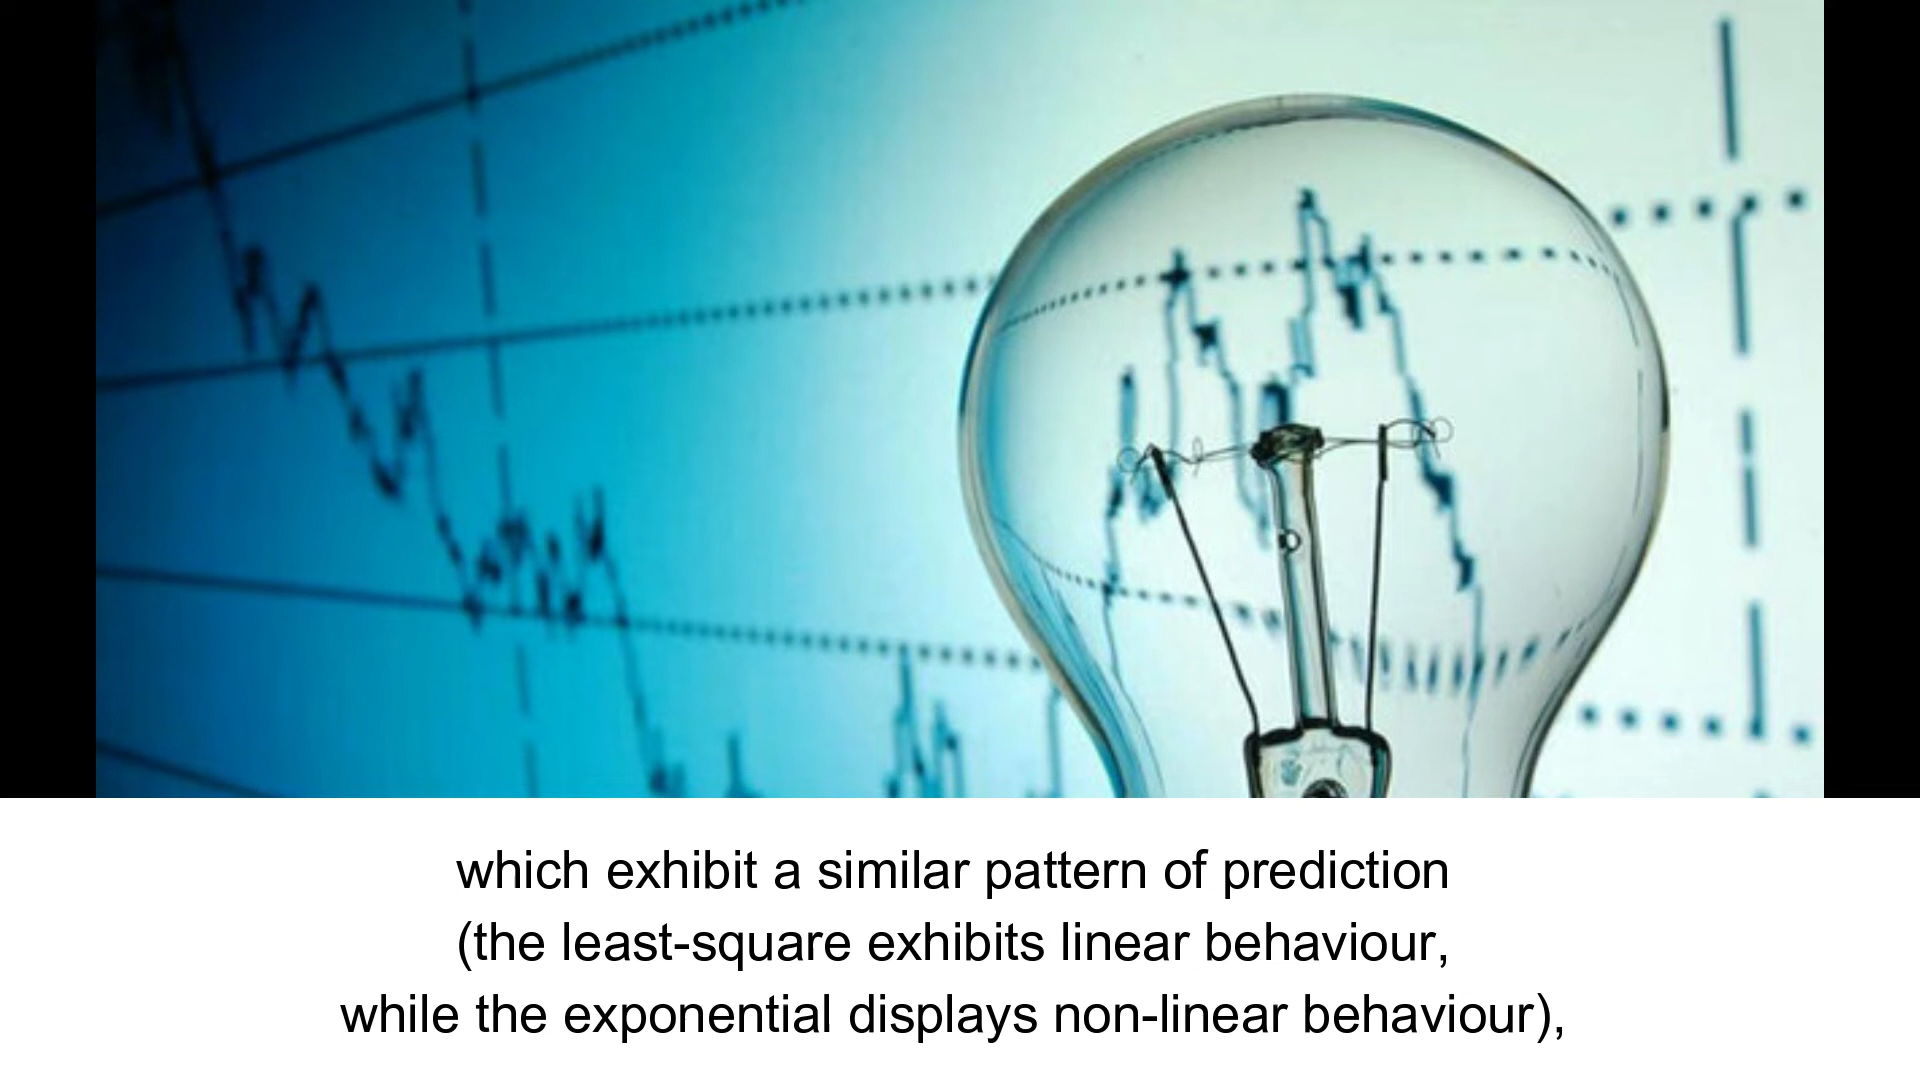 which exhibit a similar pattern of prediction
(the least-square exhibits linear behaviour,
while the exponential displays non-linear behaviour),